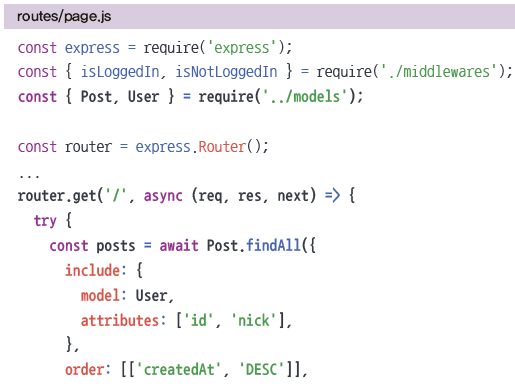 routes/page.js
const express = require('express');
const { isLoggedIn, isNotLoggedIn } = require('./middlewares');
const { Post, User } = require('../models');
const router = express.Router();
...
router.get('/', async (req, res, next) => {
try {
const posts = await Post.findAll({
include: {
model: User,
attributes: ['id', 'nick'],
},
order: [['createdAt', 'DESC']],